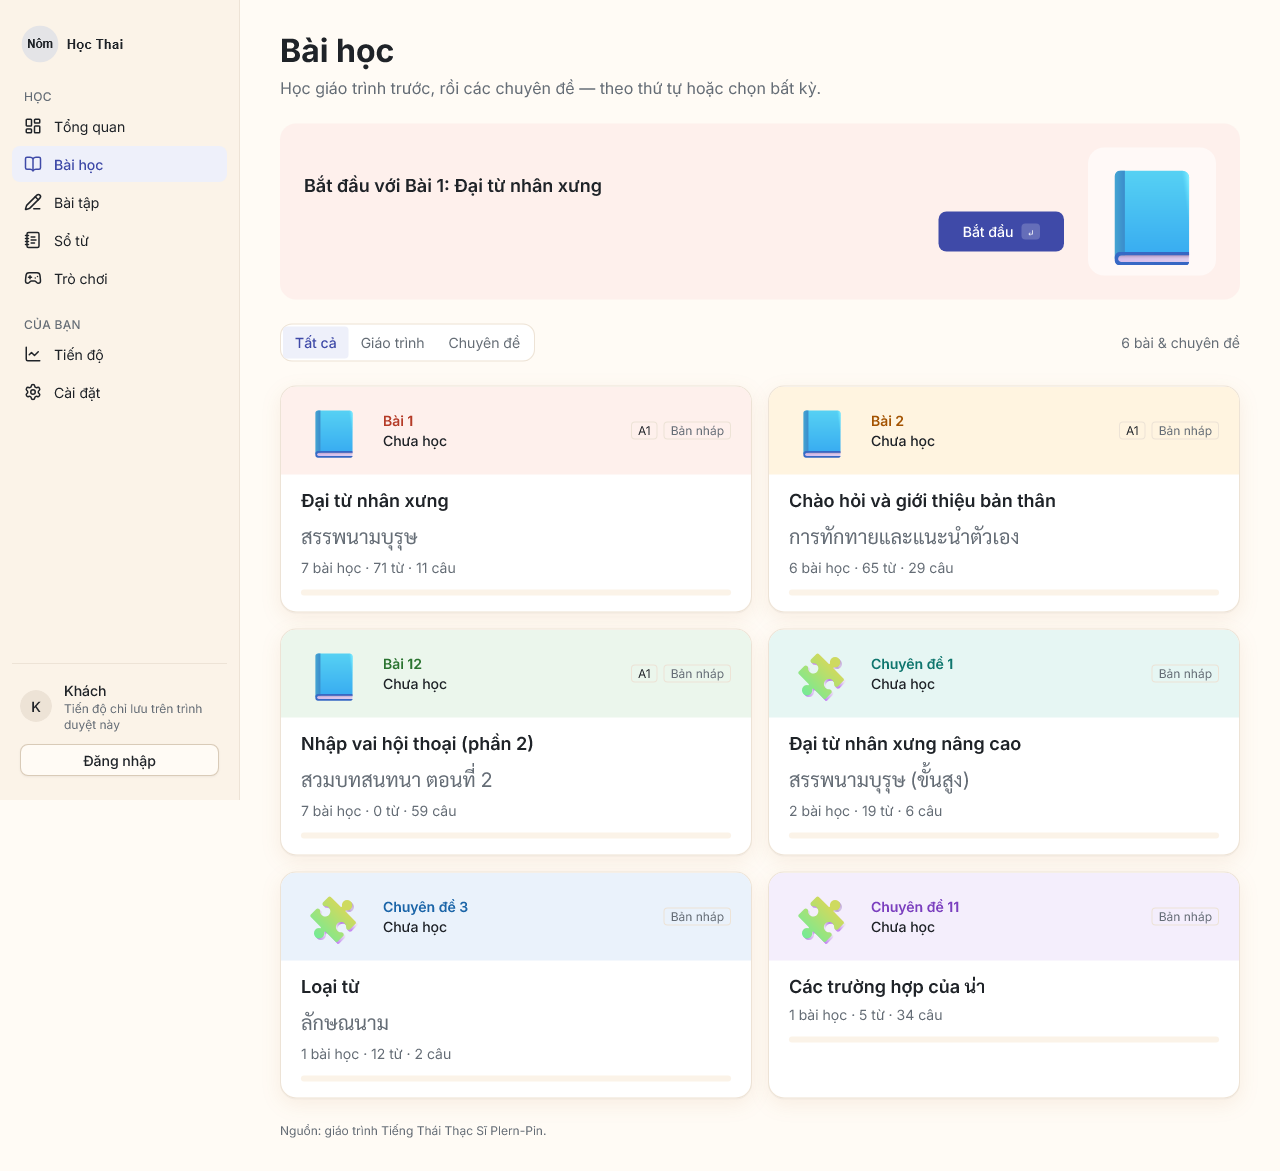 Nôm
Học Thai
HỌC
Tổng quan
Bài học
Bài tập
Sổ từ
Trò chơi
CỦA BẠN
Tiến độ
Cài đặt
K
Khách
Tiến độ chỉ lưu trên trình
duyệt này
Đăng nhập
Bài học
Học giáo trình trước, rồi các chuyên đề — theo thứ tự hoặc chọn bất kỳ.
Bắt đầu với Bài 1: Đại từ nhân xưng
Bắt đầu ↲
Tất cả Giáo trình Chuyên đề
6 bài & chuyên đề
Bài 1
Chưa học
A1 Bản nháp
Đại từ nhân xưng
สรรพนามบุรุษ
7 bài học · 71 từ · 11 câu
Bài 2
Chưa học
A1 Bản nháp
Chào hỏi và giới thiệu bản thân
การทักทายและแนะนำตัวเอง
6 bài học · 65 từ · 29 câu
Bài 12
Chưa học
A1 Bản nháp
Nhập vai hội thoại (phần 2)
สวมบทสนทนา ตอนที่ 2
7 bài học · 0 từ · 59 câu
Chuyên đề 1
Chưa học
Bản nháp
Đại từ nhân xưng nâng cao
สรรพนามบุรุษ (ขั้นสูง)
2 bài học · 19 từ · 6 câu
Chuyên đề 3
Chưa học
Bản nháp
Loại từ
ลักษณนาม
1 bài học · 12 từ · 2 câu
Chuyên đề 11
Chưa học
Bản nháp
Các trường hợp của น่า
1 bài học · 5 từ · 34 câu
Nguồn: giáo trình Tiếng Thái Thạc Sĩ Plern-Pin.